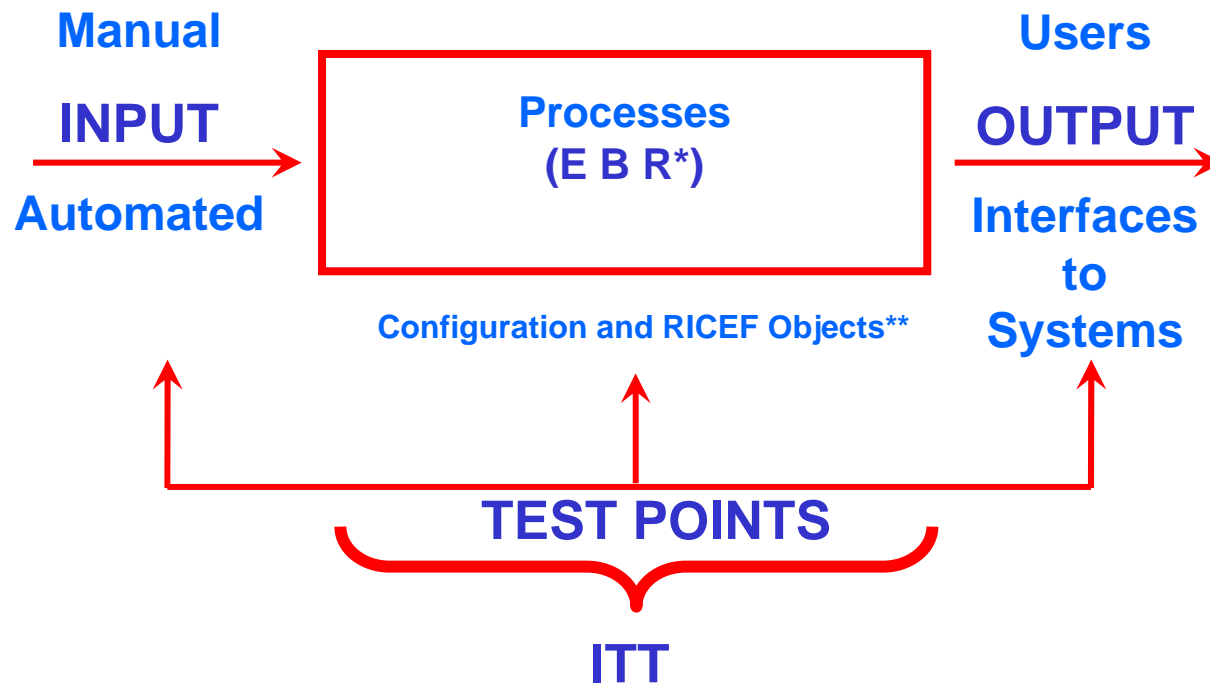 Manual
INPUT
Automated
Processes
(E B R*)
Configuration and RICEF Objects**
Users
OUTPUT
Interfaces
to
Systems
TEST POINTS
ITT